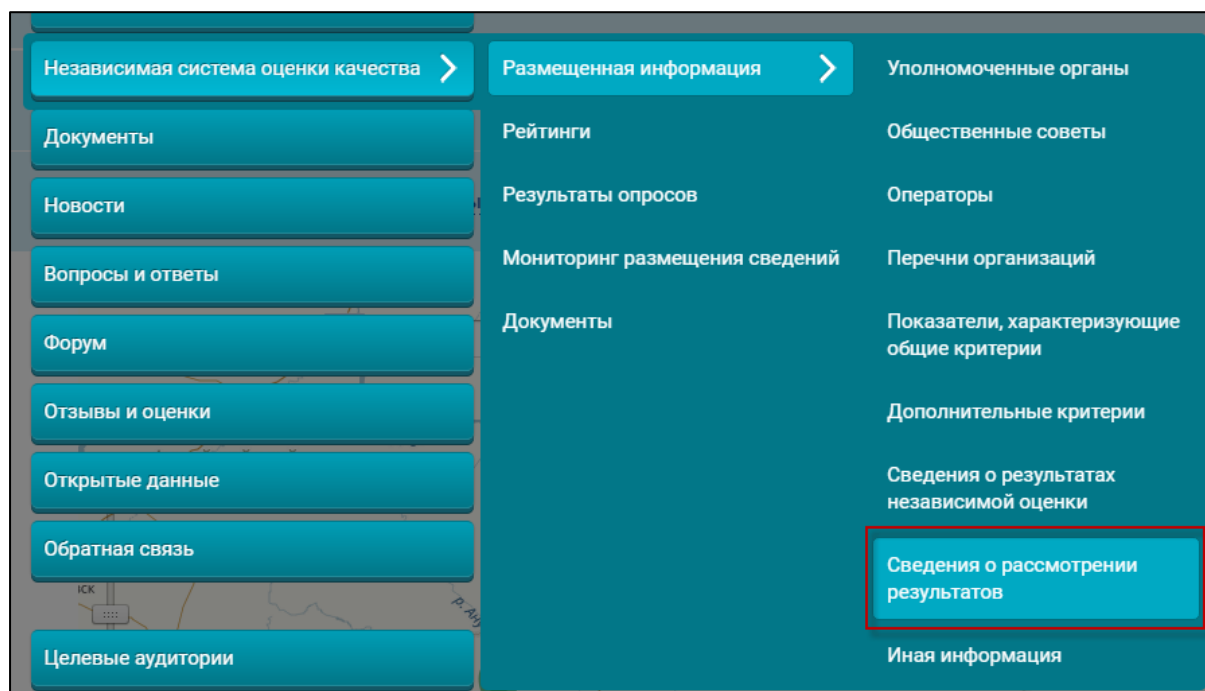 Независимая система оценки качества
Документы
Новости
Вопросы и ответы
Форум
Отзывы и оценки
Открытые данные
Обратная связь
Целевые аудитории
Размещенная информация
Рейтинги
Результаты опросов
Мониторинг размещения сведений
Документы
Уполномоченные органы
Общественные советы
Операторы
Перечни организаций
Показатели, характеризующие
общие критерии
Дополнительные критерии
Сведения о результатах
независимой оценки
Сведения о рассмотрении
результатов
Иная информация